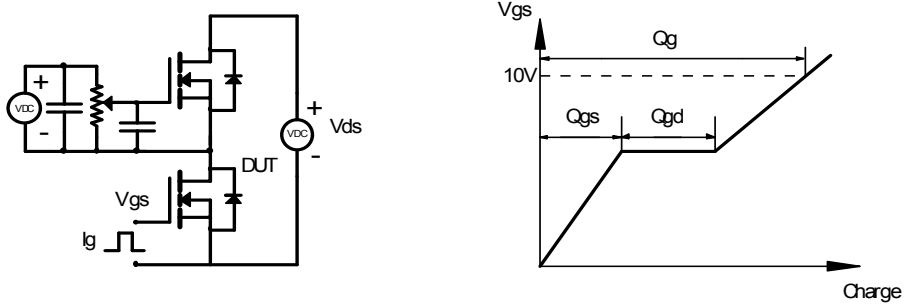 +
VDC
-
+
VDC
-
Vds
DUT
Vgs
Ig
Vgs
Qg
10V
Qgs
Qgd
Charge